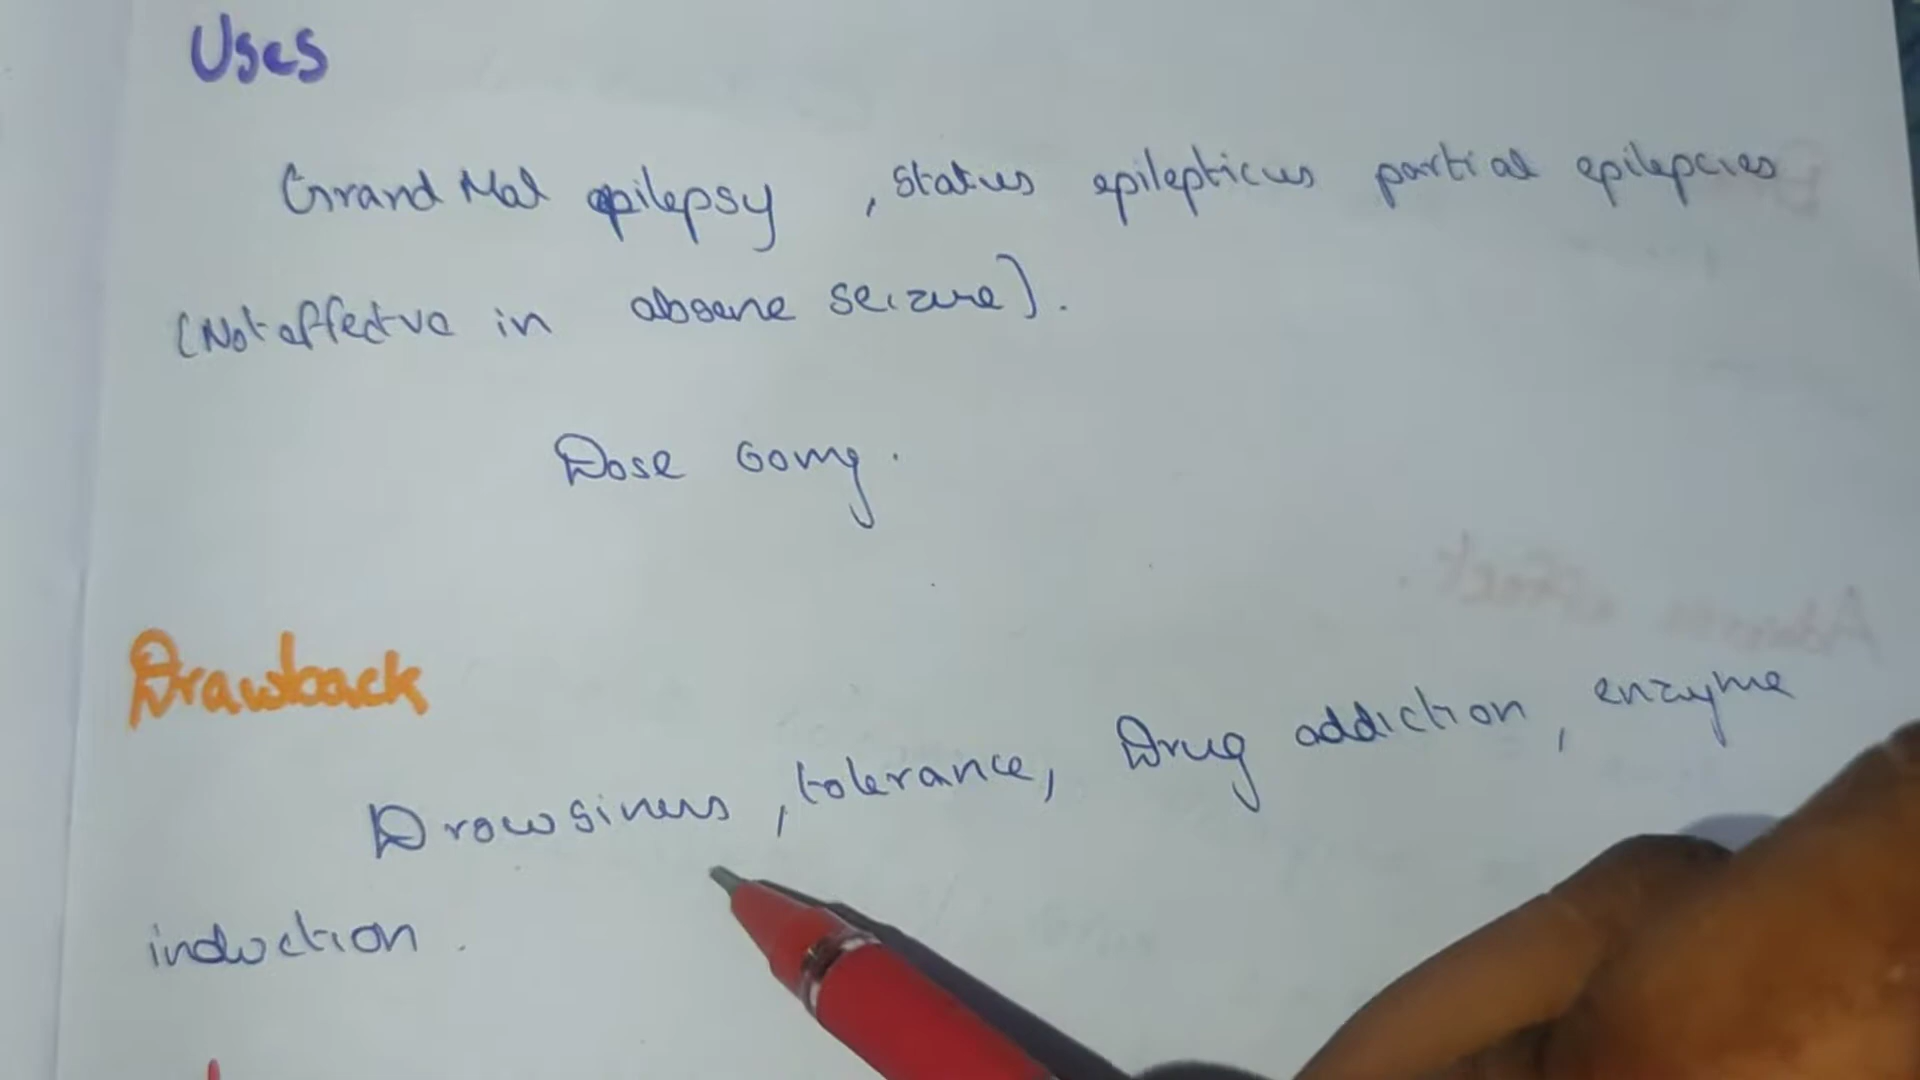 Uses
Grand Mal epilepsy , status epilepticus partial epilepcies
(Not effectve in absene seizure).
Dose 60mg.
Drawback
Drowsiness , tolerance, Drug addiction , enzyme
induction .